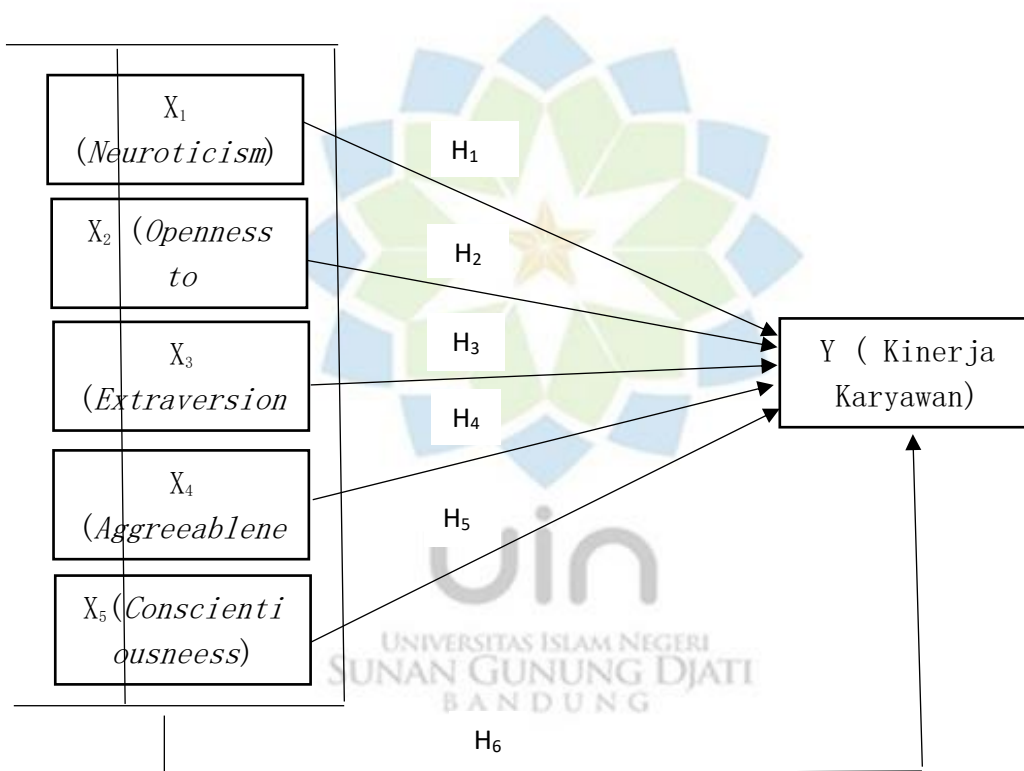 X₁
(Neuroticism)
H₁
X₂ (Openness
to
H₂
X₃
(Extraversion
H₃
Y ( Kinerja
Karyawan)
H₄
X₄
(Aggreeablene
H₅
X₅(Conscienti
ousneess)
uin
UNIVERSITAS ISLAM NEGERI
SUNAN GUNUNG DJATI
BANDUNG
H₆